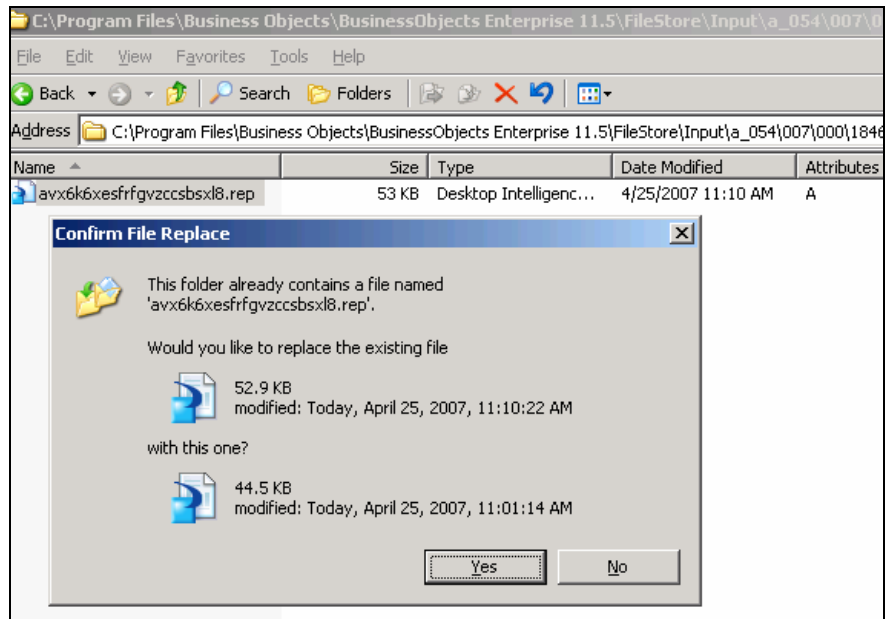 C:\Program Files\Business Objects\BusinessObjects Enterprise 11.5\FileStore\Input\a_054\007\0
File Edit View Favorites Tools Help
Back Search Folders
Address C:\Program Files\Business Objects\BusinessObjects Enterprise 11.5\FileStore\Input\a_054\007\000\1846
Name Size Type Date Modified Attributes
avx6k6xesfrfgvzccsbsxl8.rep 53 KB Desktop Intelligenc... 4/25/2007 11:10 AM A
Confirm File Replace
This folder already contains a file named
'avx6k6xesfrfgvzccsbsxl8.rep'.
Would you like to replace the existing file
52.9 KB
modified: Today, April 25, 2007, 11:10:22 AM
with this one?
44.5 KB
modified: Today, April 25, 2007, 11:01:14 AM
Yes No